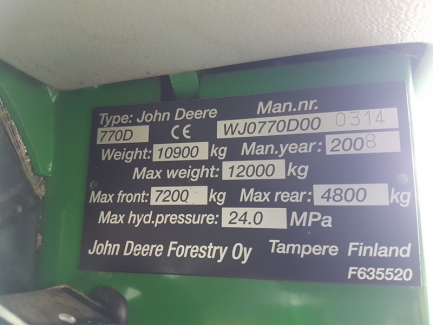 Type: John Deere Man.nr.
770D CE WJ0770D00 0314
Weight: 10900 kg Man.year: 2008
Max weight: 12000 kg
Max front: 7200 kg Max rear: 4800 kg
Max hyd.pressure: 24.0 MPa
John Deere Forestry Oy Tampere Finland
F635520